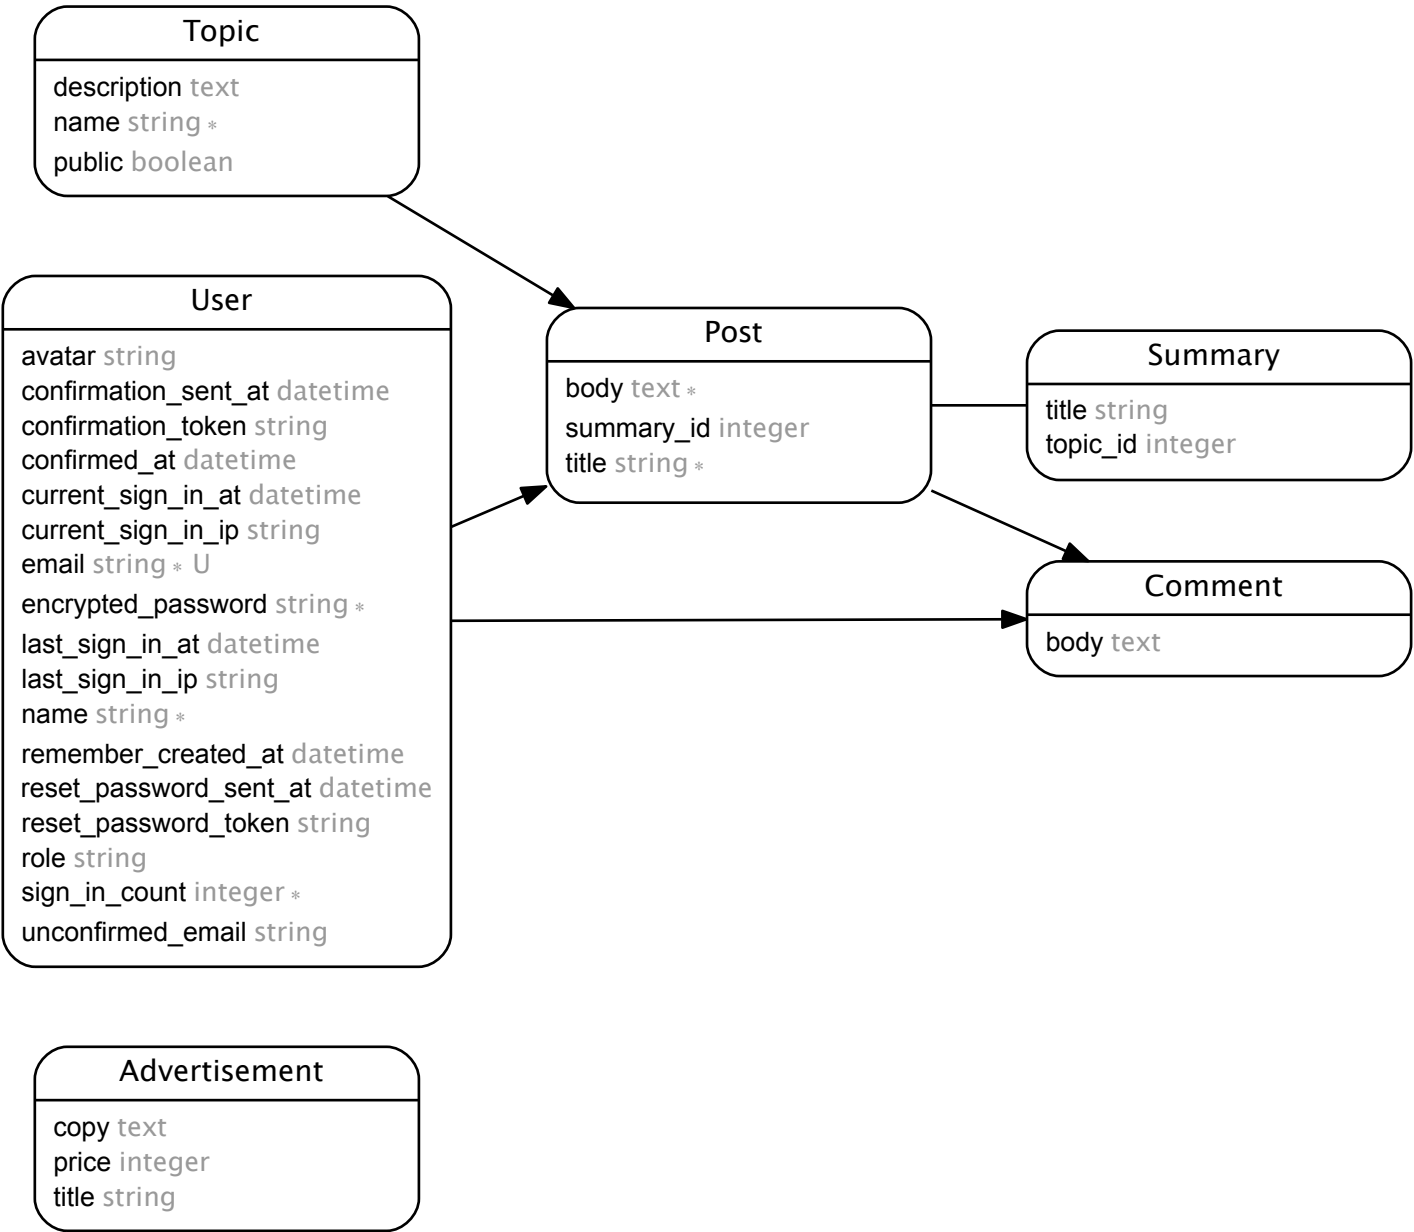 Topic
description text
name string *
public boolean
User
avatar string
confirmation_sent_at datetime
confirmation_token string
confirmed_at datetime
current_sign_in_at datetime
current_sign_in_ip string
email string * U
encrypted_password string *
last_sign_in_at datetime
last_sign_in_ip string
name string *
remember_created_at datetime
reset_password_sent_at datetime
reset_password_token string
role string
sign_in_count integer *
unconfirmed_email string
Post
body text *
summary_id integer
title string *
Summary
title string
topic_id integer
Comment
body text
Advertisement
copy text
price integer
title string